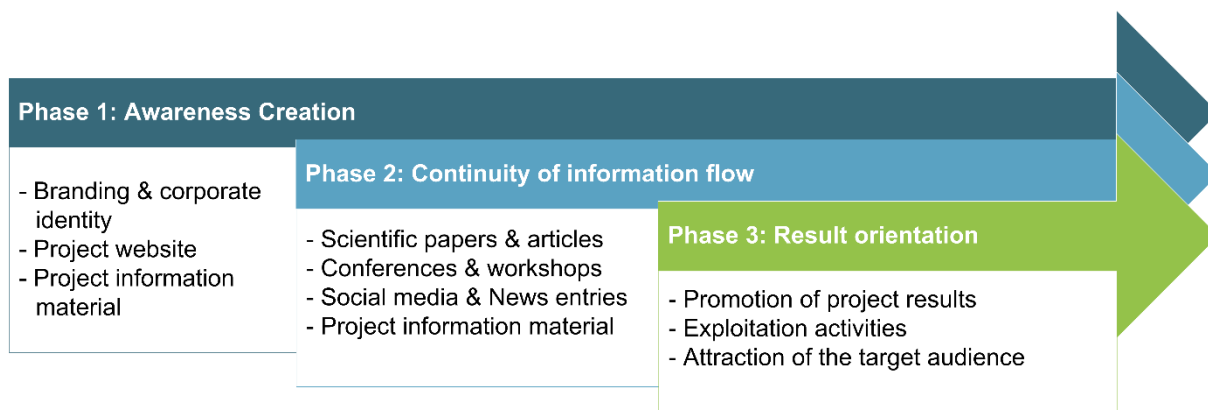 Phase 1: Awareness Creation
- Branding & corporate
identity
- Project website
- Project information
material
Phase 2: Continuity of information flow
- Scientific papers & articles
- Conferences & workshops
- Social media & News entries
- Project information material
Phase 3: Result orientation
- Promotion of project results
- Exploitation activities
- Attraction of the target audience